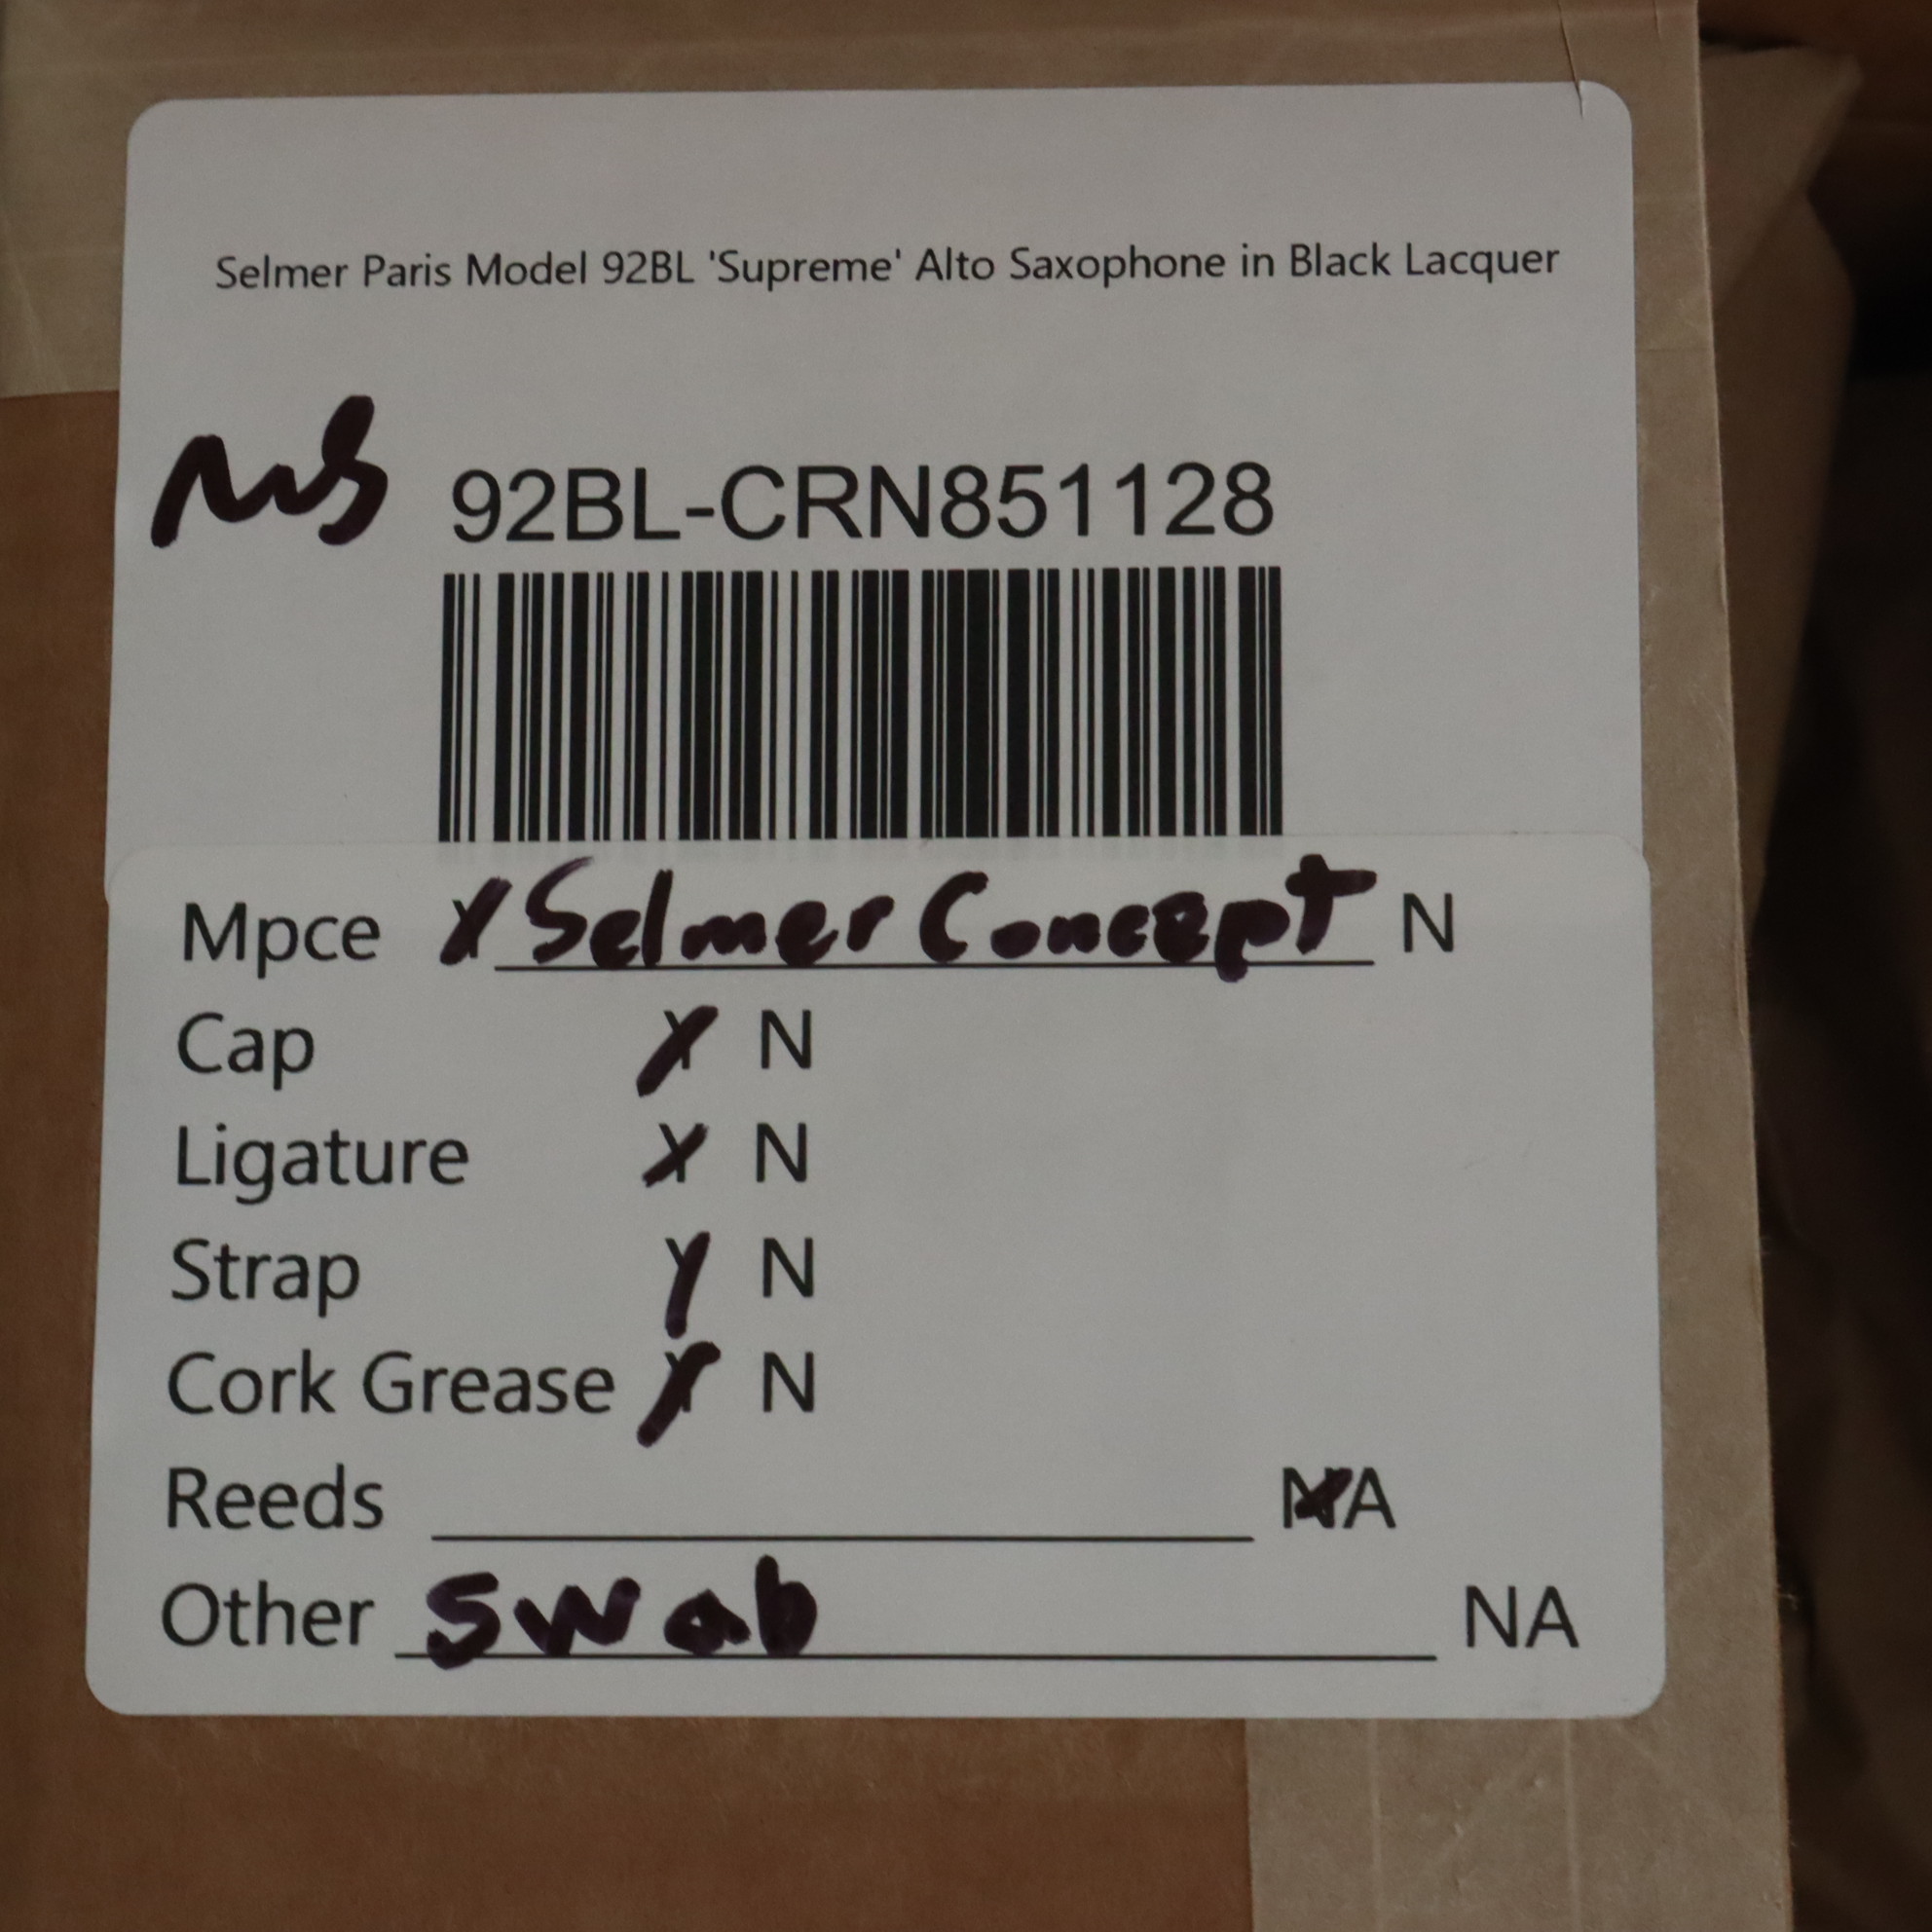 Selmer Paris Model 92BL 'Supreme' Alto Saxophone in Black Lacquer
92BL-CRN851128
Mpce Y Selmer Concept N
Cap Y N
Ligature Y N
Strap Y N
Cork Grease Y N
Reeds NA
Other Swab NA